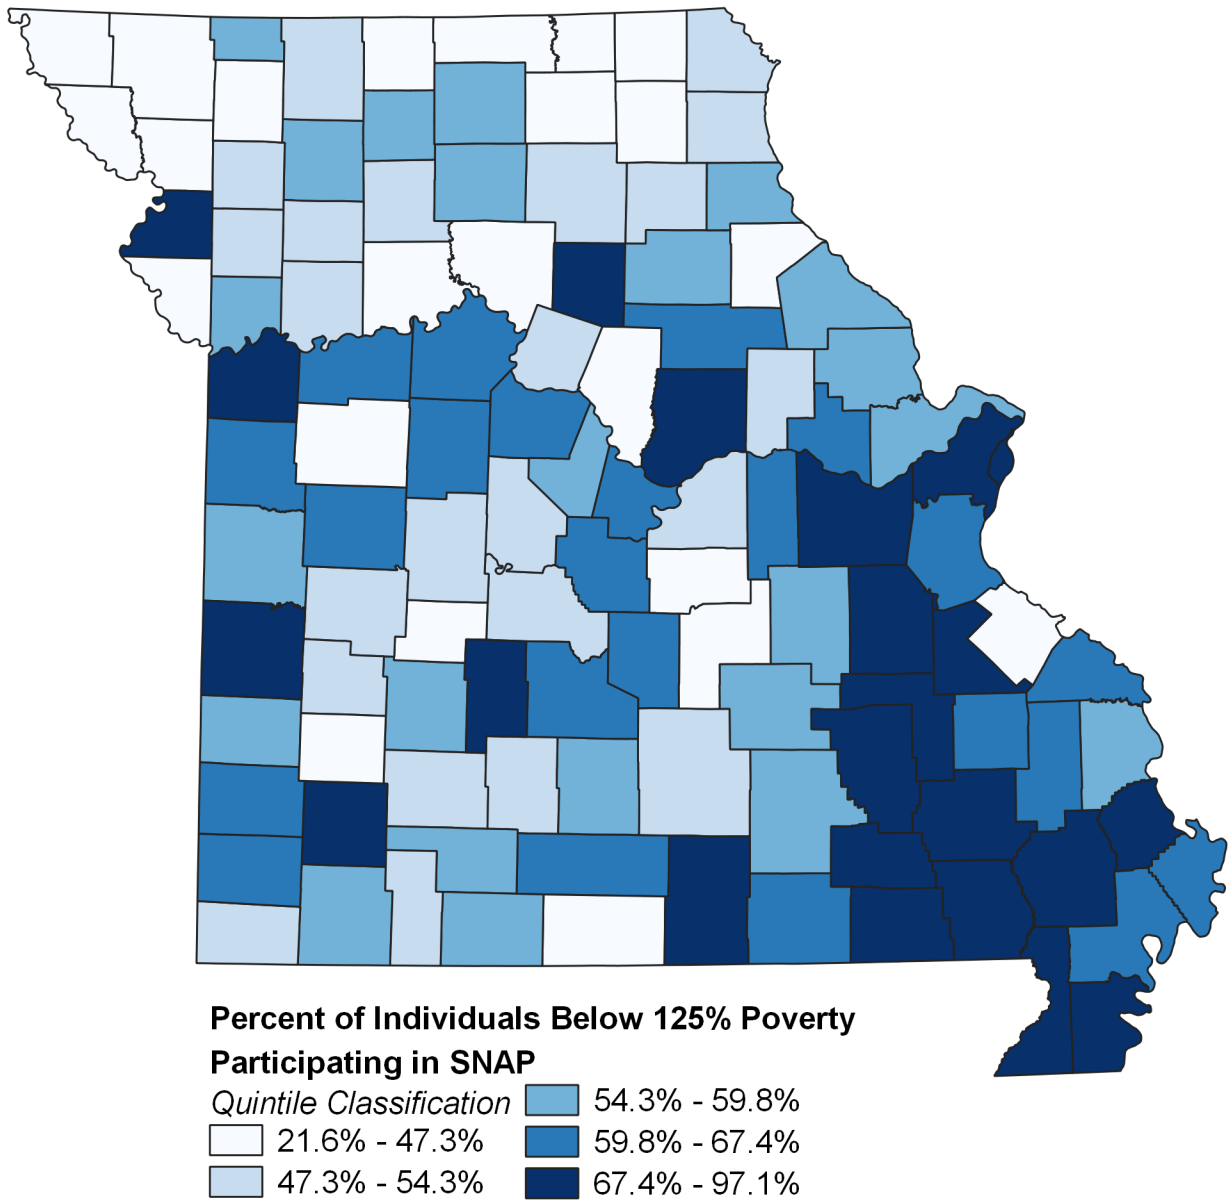 Percent of Individuals Below 125% Poverty
Participating in SNAP
Quintile Classification
21.6% - 47.3%
47.3% - 54.3%
54.3% - 59.8%
59.8% - 67.4%
67.4% - 97.1%